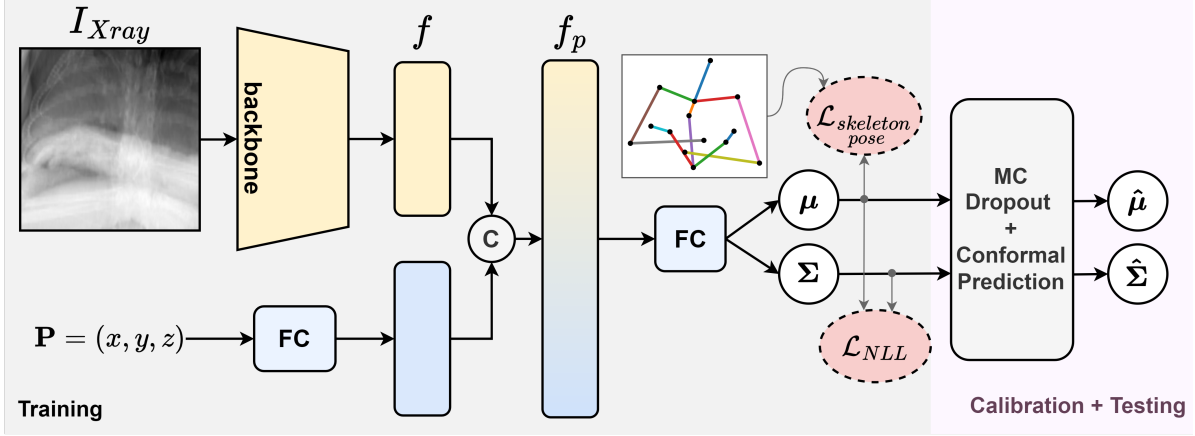 I_{Xray}
backbone
f
f_p
C
P = (x, y, z)
FC
FC
μ
Σ
ℒ_{skeleton pose}
ℒ_{NLL}
MC
Dropout
+
Conformal
Prediction
μ̂
Σ̂
Training
Calibration + Testing